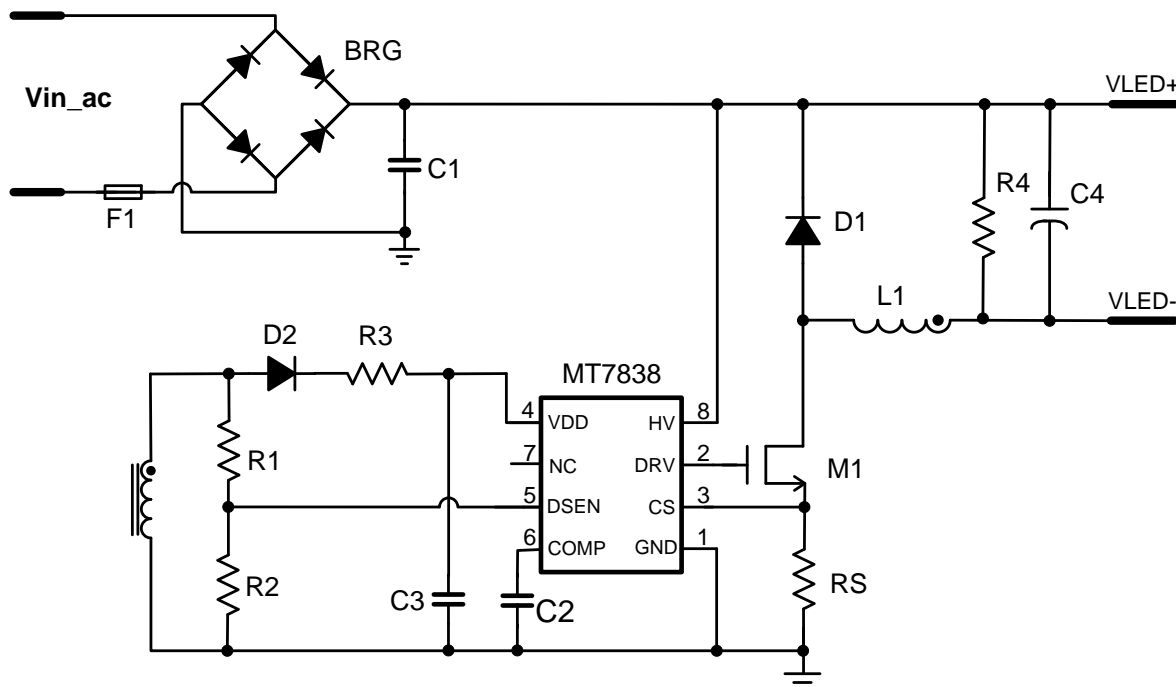 BRG
Vin_ac
VLED+
C1
F1
R4
C4
D1
L1
VLED-
D2
R3
MT7838
4
VDD
HV
8
7
NC
DRV
2
M1
R1
5
DSEN
CS
3
6
COMP
GND
1
R2
C3
C2
RS